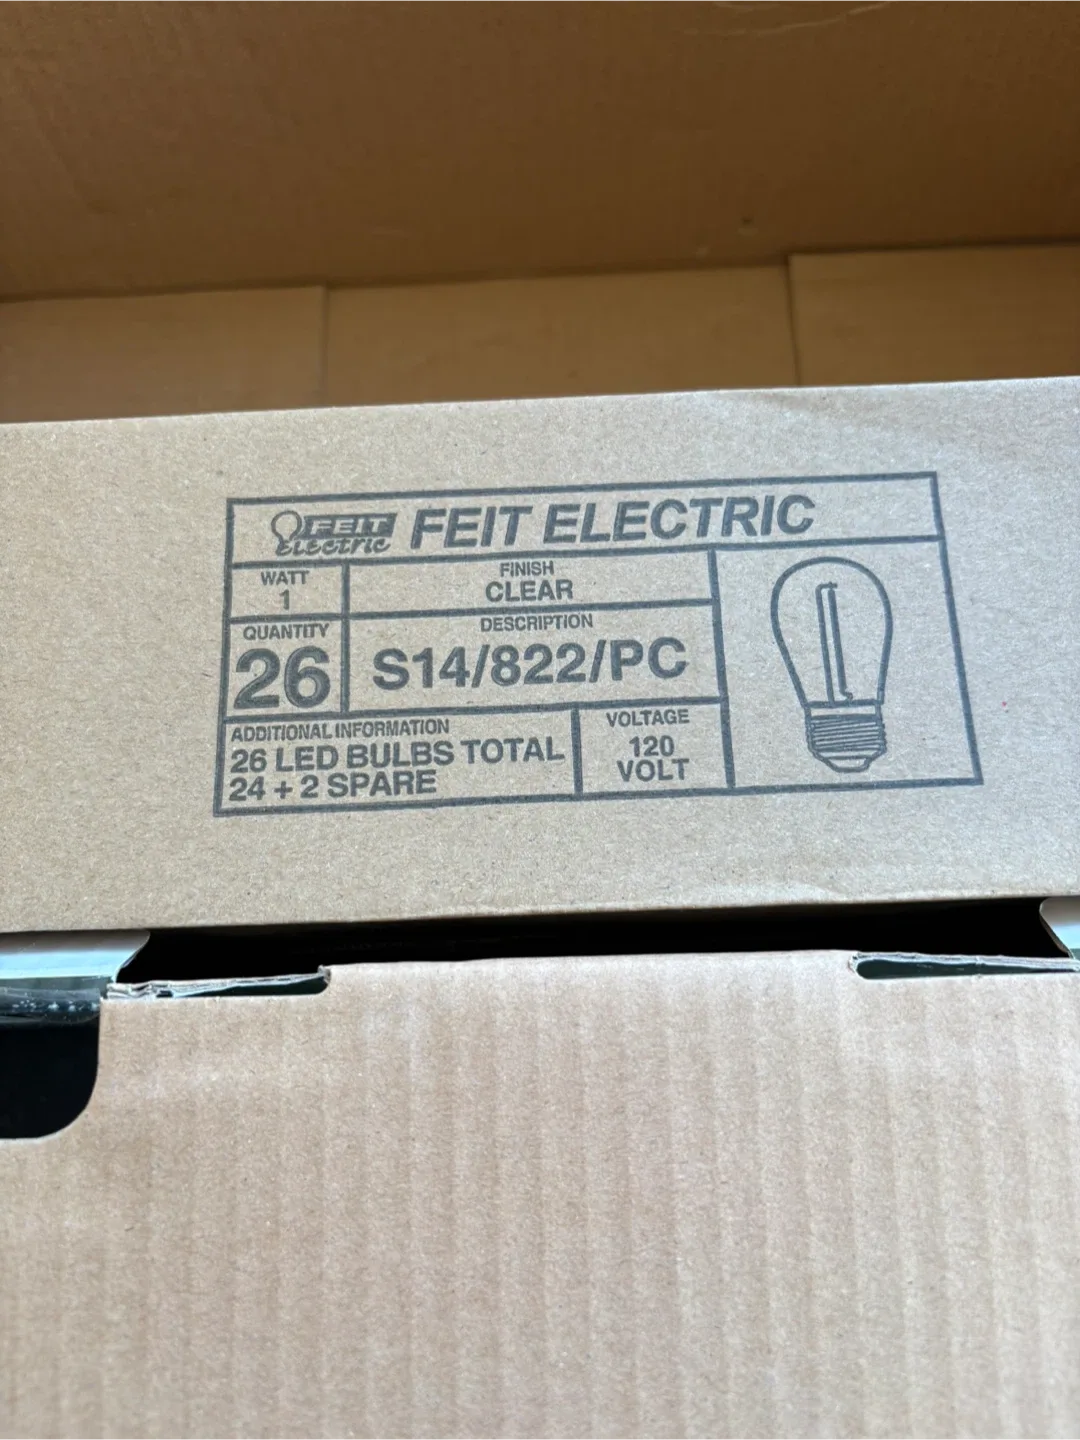 FEIT Electric FEIT ELECTRIC
WATT
1
FINISH
CLEAR
QUANTITY
26
DESCRIPTION
S14/822/PC
ADDITIONAL INFORMATION
26 LED BULBS TOTAL
24 + 2 SPARE
VOLTAGE
120
VOLT